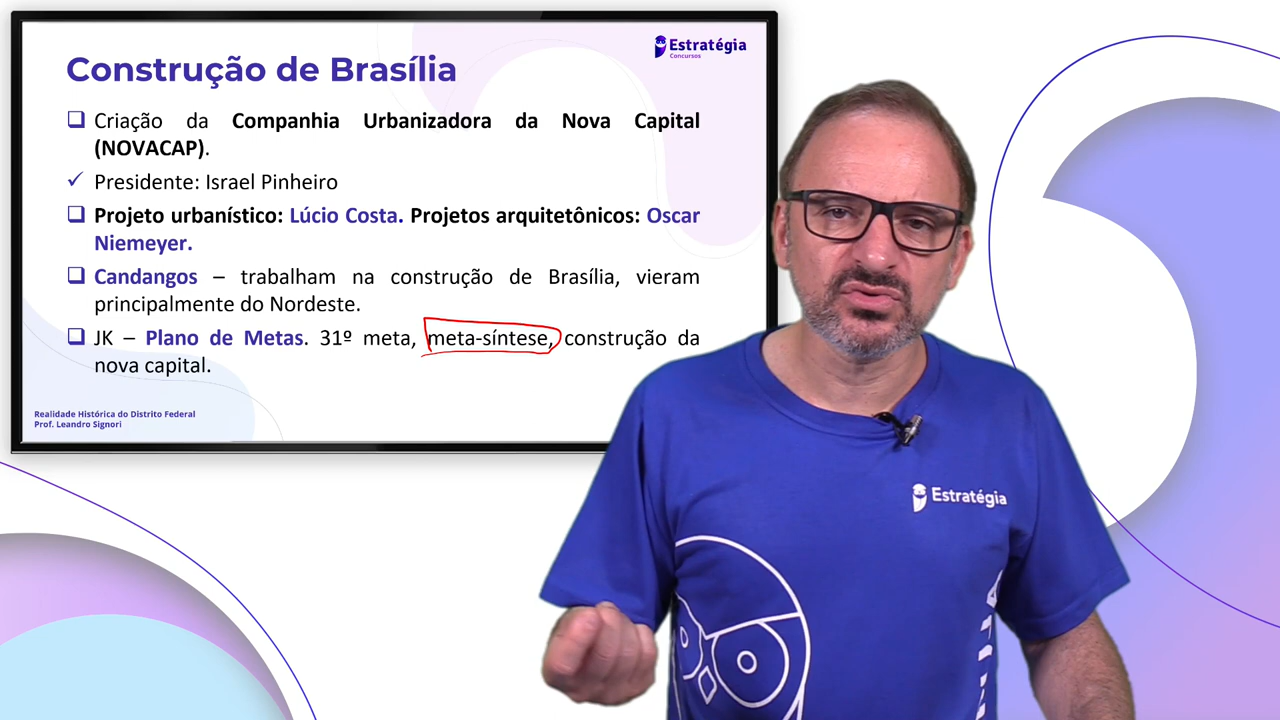 Estratégia
Concursos
Construção de Brasília
❑ Criação da Companhia Urbanizadora da Nova Capital
(NOVACAP).
✓ Presidente: Israel Pinheiro
❑ Projeto urbanístico: Lúcio Costa. Projetos arquitetônicos: Oscar
Niemeyer.
❑ Candangos – trabalham na construção de Brasília, vieram
principalmente do Nordeste.
❑ JK – Plano de Metas. 31º meta, meta-síntese, construção da
nova capital.
Realidade Histórica do Distrito Federal
Prof. Leandro Signori
Estratégia